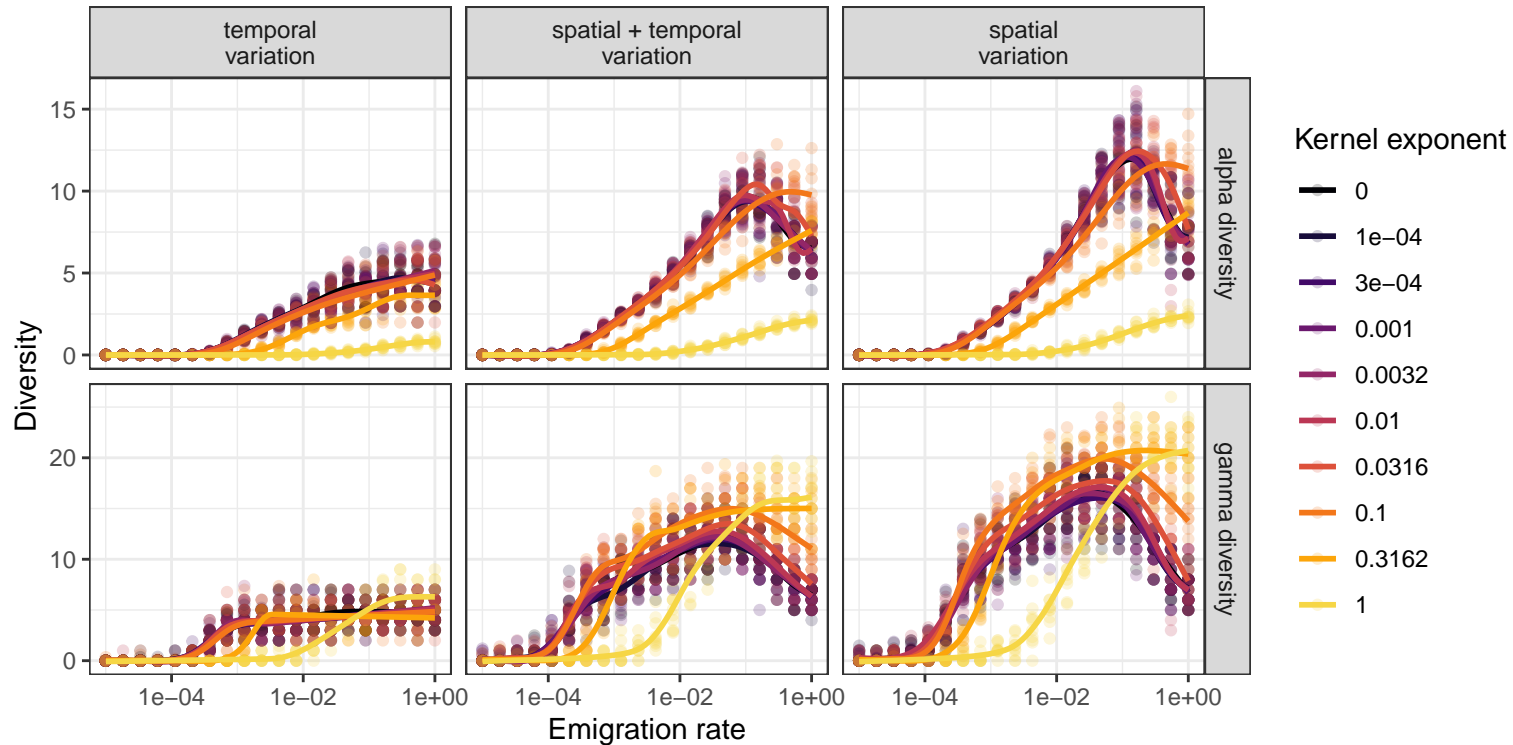 temporal
variation
spatial + temporal
variation
spatial
variation
Diversity
15
10
5
0
alpha diversity
20
10
0
gamma diversity
1e−04
1e−02
1e+00
1e−04
1e−02
1e+00
1e−04
1e−02
1e+00
Emigration rate
Kernel exponent
0
1e−04
3e−04
0.001
0.0032
0.01
0.0316
0.1
0.3162
1